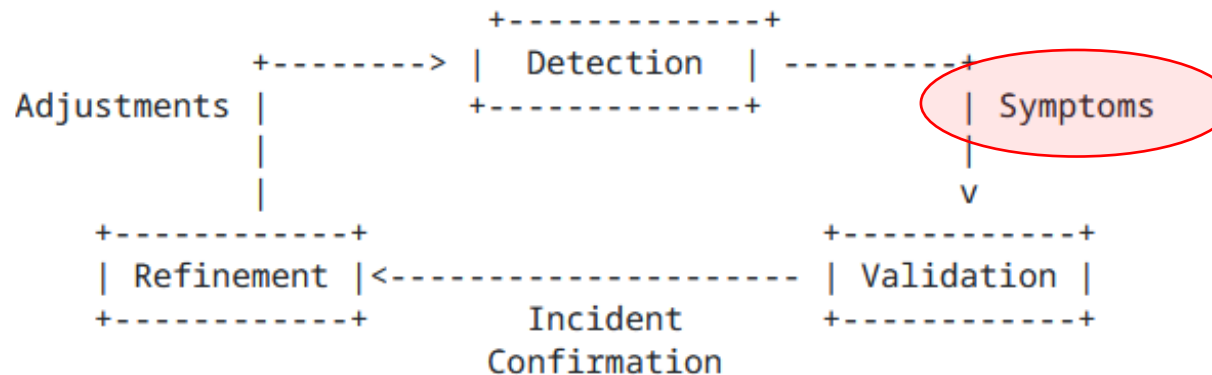 +-------------+
+--------> | Detection | ---------+
Adjustments | +-------------+ | Symptoms
| |
| v
+------------+ +------------+
| Refinement |<-------------------- | Validation |
+------------+ Incident +------------+
Confirmation